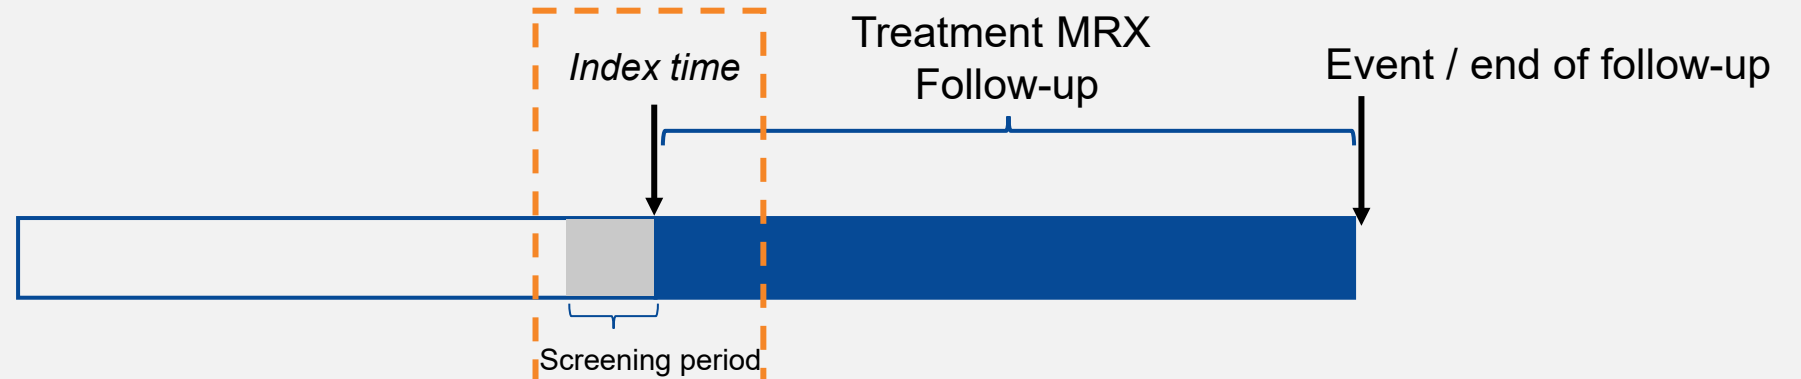 Index time
Treatment MRX
Follow-up
Event / end of follow-up
Screening period